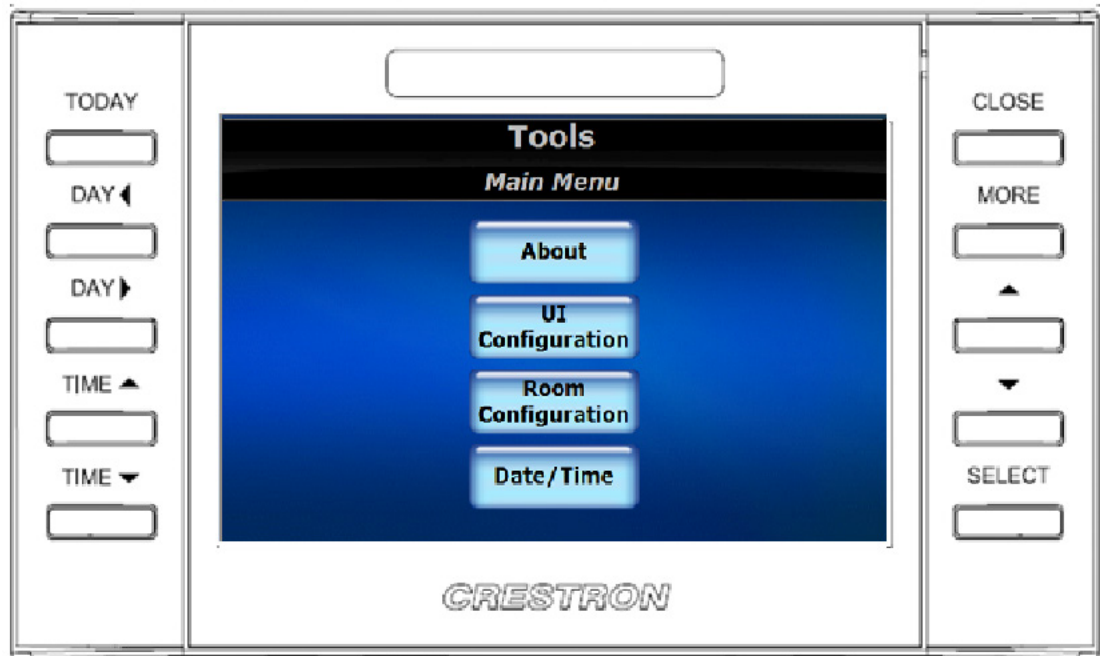 TODAY
DAY ◀
DAY ▶
TIME ▲
TIME ▼
Tools
Main Menu
About
UI
Configuration
Room
Configuration
Date/Time
CRESTRON
CLOSE
MORE
▲
▼
SELECT